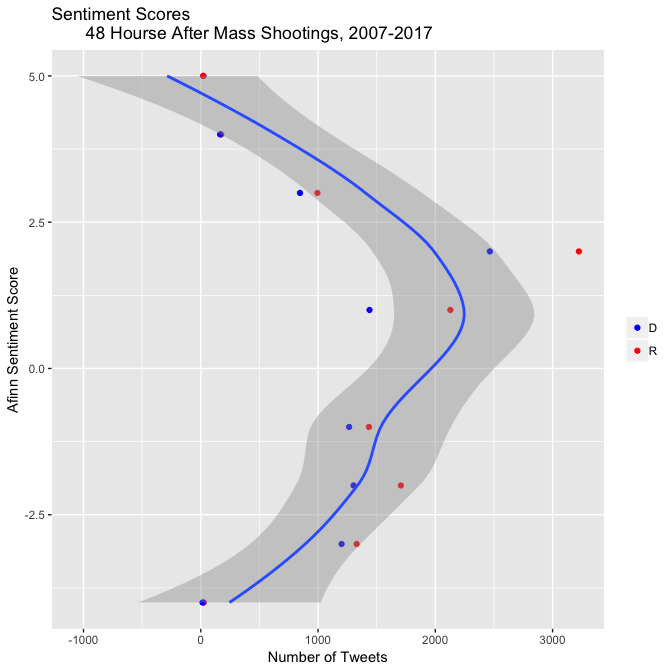 Sentiment Scores
48 Hourse After Mass Shootings, 2007-2017
5.0
2.5
0.0
-2.5
Afinn Sentiment Score
-1000 0 1000 2000 3000
Number of Tweets
D
R